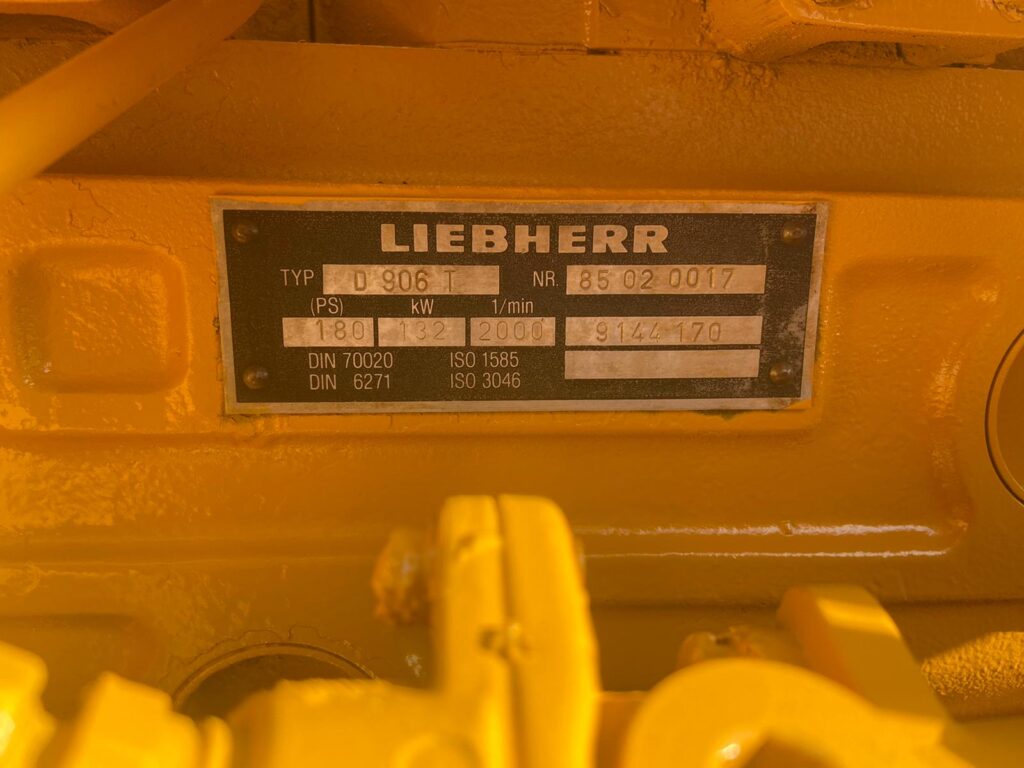 LIEBHERR
TYP D 906 T NR. 85 02 0017
(PS) kW 1/min
180 132 2000 9144 170
DIN 70020 ISO 1585
DIN 6271 ISO 3046